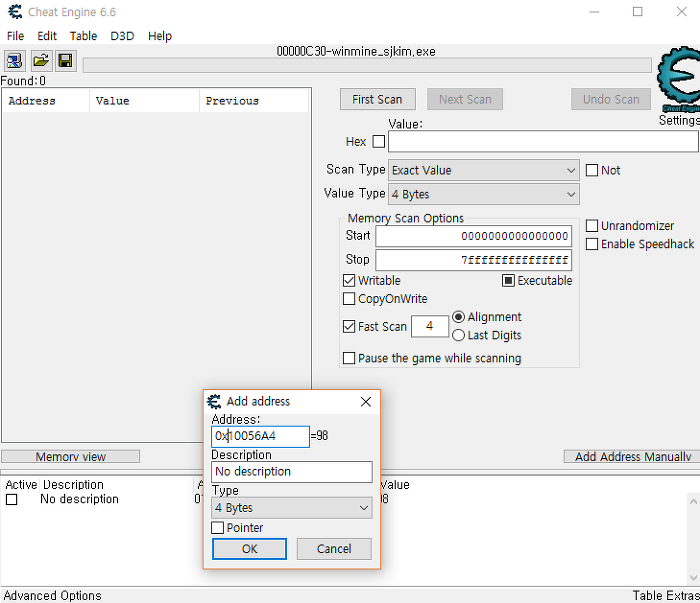 Cheat Engine 6.6
File Edit Table D3D Help
00000C30-winmine_sjkim.exe
Found:0
Address Value Previous
First Scan Next Scan Undo Scan
Cheat Engine
Settings
Value:
Hex
Scan Type Exact Value Not
Value Type 4 Bytes
Memory Scan Options
Start 0000000000000000
Stop 7fffffffffffffff
Unrandomizer
Enable Speedhack
Writable Executable
CopyOnWrite
Fast Scan 4 Alignment
Last Digits
Pause the game while scanning
Add address
Address:
0x10056A4 =98
Description
No description
Type
4 Bytes
Pointer
OK Cancel
Memory view Add Address Manually
Active Description
No description
Advanced Options Table Extras